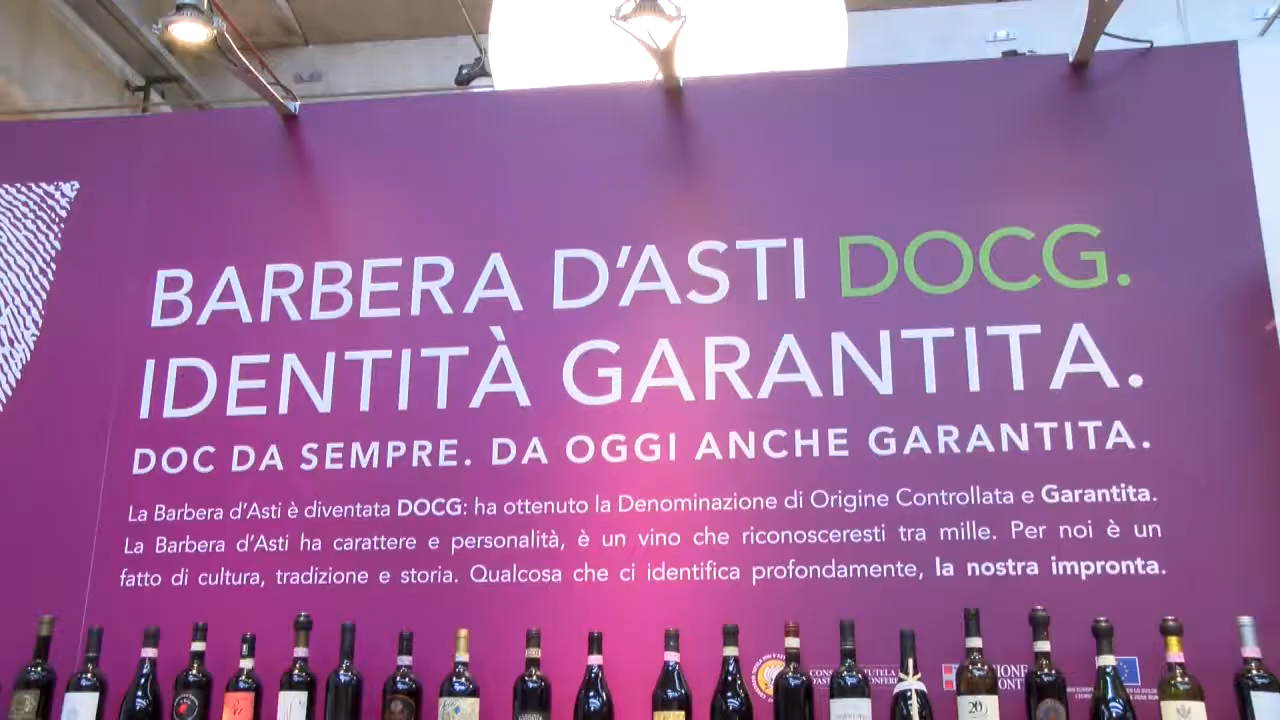 BARBERA D'ASTI DOCG.
IDENTITÀ GARANTITA.
DOC DA SEMPRE. DA OGGI ANCHE GARANTITA.
La Barbera d'Asti è diventata DOCG: ha ottenuto la Denominazione di Origine Controllata e Garantita.
La Barbera d'Asti ha carattere e personalità, è un vino che riconosceresti tra mille. Per noi è un
fatto di cultura, tradizione e storia. Qualcosa che ci identifica profondamente, la nostra impronta.